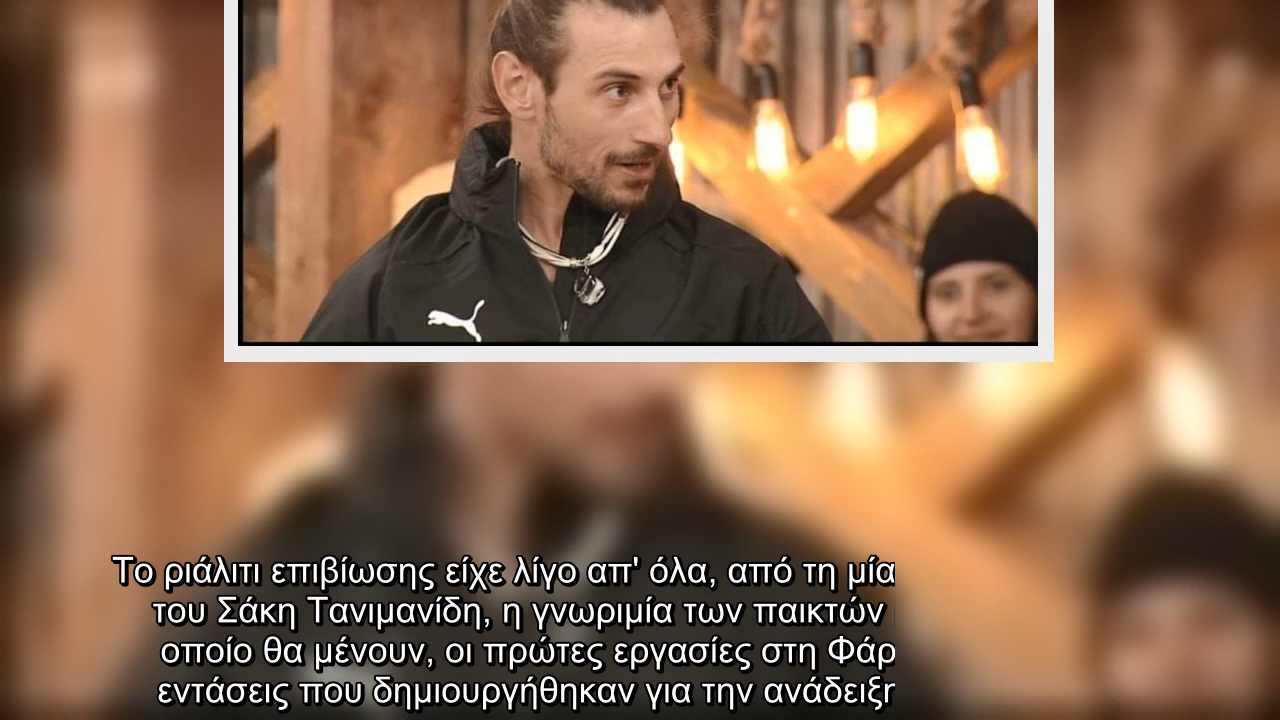 Το ριάλιτι επιβίωσης είχε λίγο απ' όλα, από τη μία
του Σάκη Τανιμανίδη, η γνωριμία των παικτών
οποίο θα μένουν, οι πρώτες εργασίες στη
εντάσεις που δημιουργήθηκαν για την